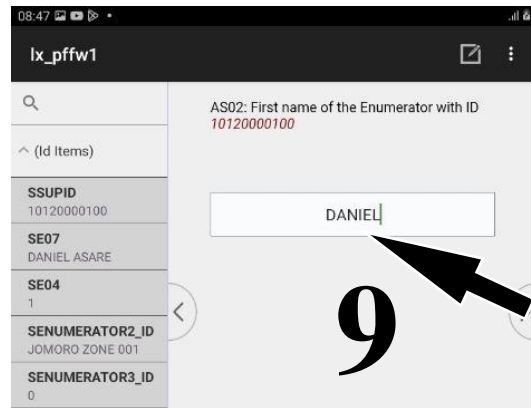 08:47
lx_pffw1
(Id Items)
SSUPID
10120000100
SE07
DANIEL ASARE
SE04
1
SENUMERATOR2_ID
JOMORO ZONE 001
SENUMERATOR3_ID
0
AS02: First name of the Enumerator with ID
10120000100
DANIEL
9